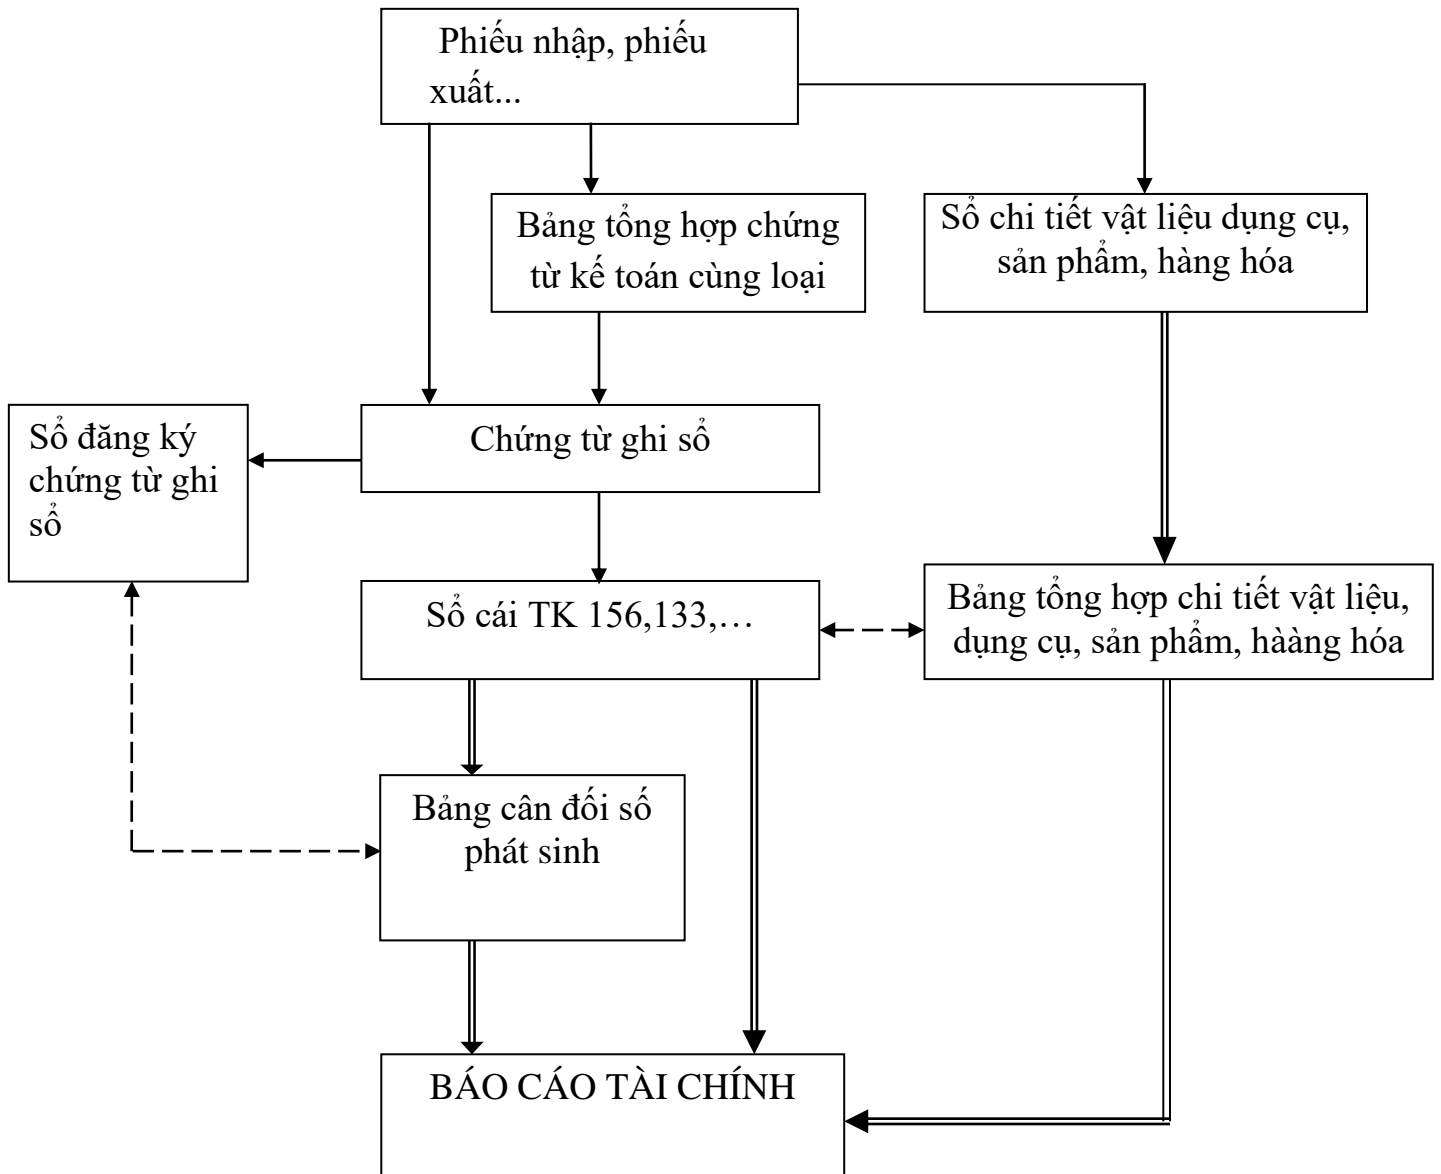 Phiếu nhập, phiếu
xuất...
Bảng tổng hợp chứng
từ kế toán cùng loại
Sổ chi tiết vật liệu dụng cụ,
sản phẩm, hàng hóa
Sổ đăng ký
chứng từ ghi
sổ
Chứng từ ghi sổ
Sổ cái TK 156,133,…
Bảng tổng hợp chi tiết vật liệu,
dụng cụ, sản phẩm, hààng hóa
Bảng cân đối số
phát sinh
BÁO CÁO TÀI CHÍNH